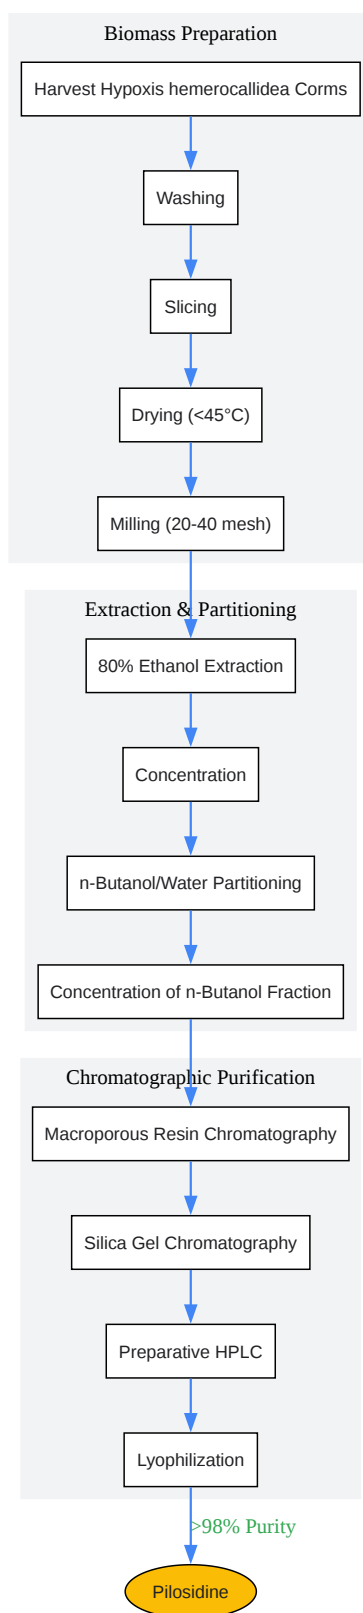 Biomass Preparation
Harvest Hypoxis hemerocallidea Corms
Washing
Slicing
Drying (<45°C)
Milling (20-40 mesh)
Extraction & Partitioning
80% Ethanol Extraction
Concentration
n-Butanol/Water Partitioning
Concentration of n-Butanol Fraction
Chromatographic Purification
Macroporous Resin Chromatography
Silica Gel Chromatography
Preparative HPLC
Lyophilization
>98% Purity
Pilosidine